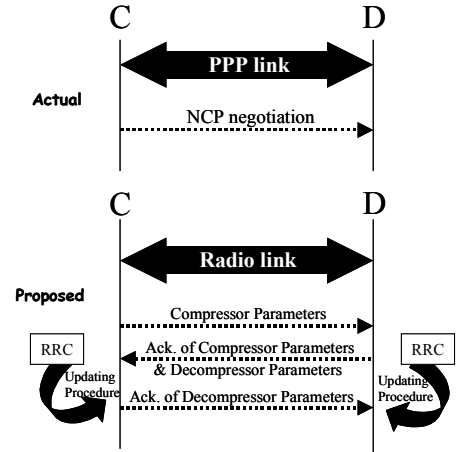 C D
PPP link
Actual
NCP negotiation
C D
Radio link
Proposed
Compressor Parameters
RRC
Ack. of Compressor Parameters
& Decompressor Parameters
RRC
Updating
Procedure
Ack. of Decompressor Parameters
Updating
Procedure